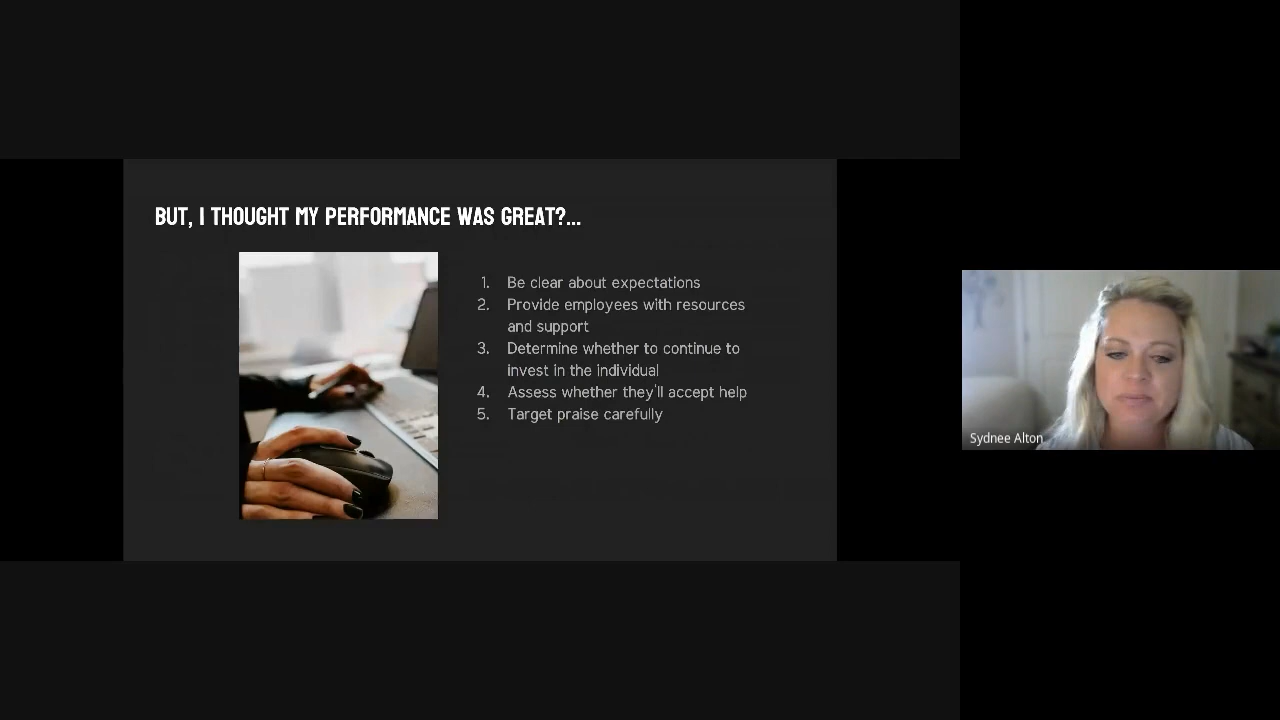 BUT, I THOUGHT MY PERFORMANCE WAS GREAT?...
1. Be clear about expectations
2. Provide employees with resources
and support
3. Determine whether to continue to
invest in the individual
4. Assess whether they'll accept help
5. Target praise carefully
Sydnee Alton